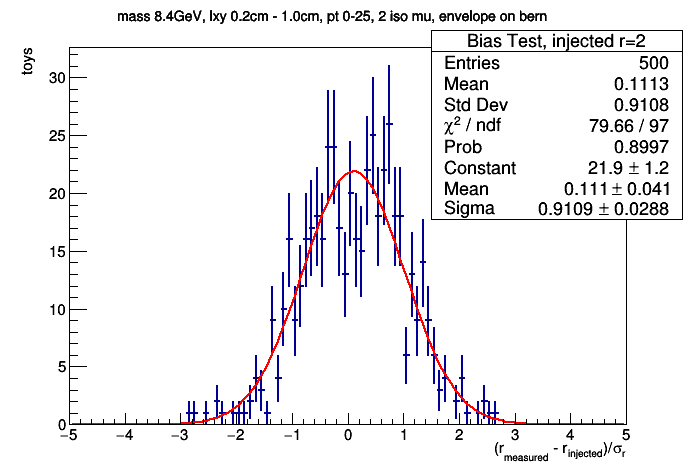 mass 8.4GeV, lxy 0.2cm - 1.0cm, pt 0-25, 2 iso mu, envelope on bern
toys
Bias Test, injected r=2
Entries 500
Mean 0.1113
Std Dev 0.9108
χ² / ndf 79.66 / 97
Prob 0.8997
Constant 21.9 ± 1.2
Mean 0.111 ± 0.041
Sigma 0.9109 ± 0.0288
30
25
20
15
10
5
0
−5 −4 −3 −2 −1 0 1 2 3 4 5
(r_measured - r_injected)/σ_r